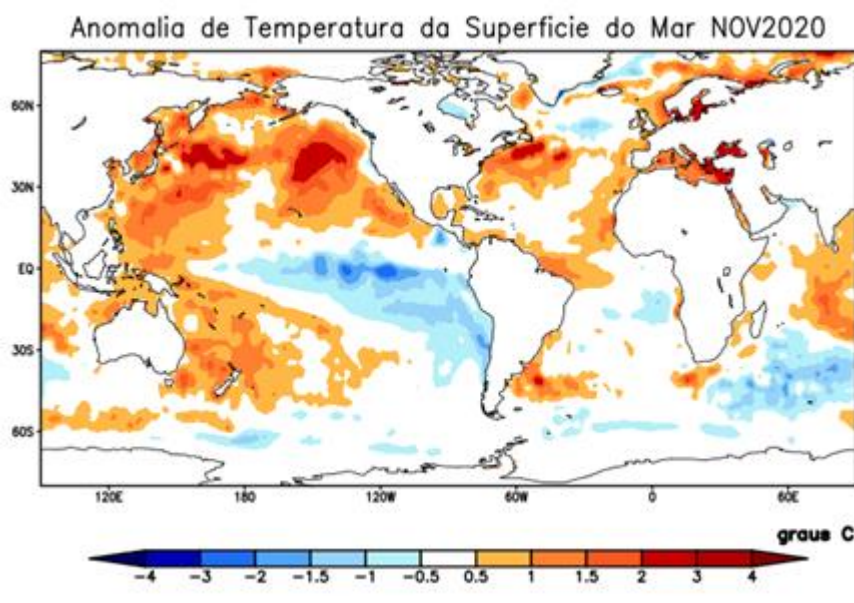 Anomalia de Temperatura da Superficie do Mar NOV2020
60N
30N
EQ
30S
60S
120E 180 120W 60W 0 60E
graus C
-4 -3 -2 -1.5 -1 -0.5 0.5 1 1.5 2 3 4